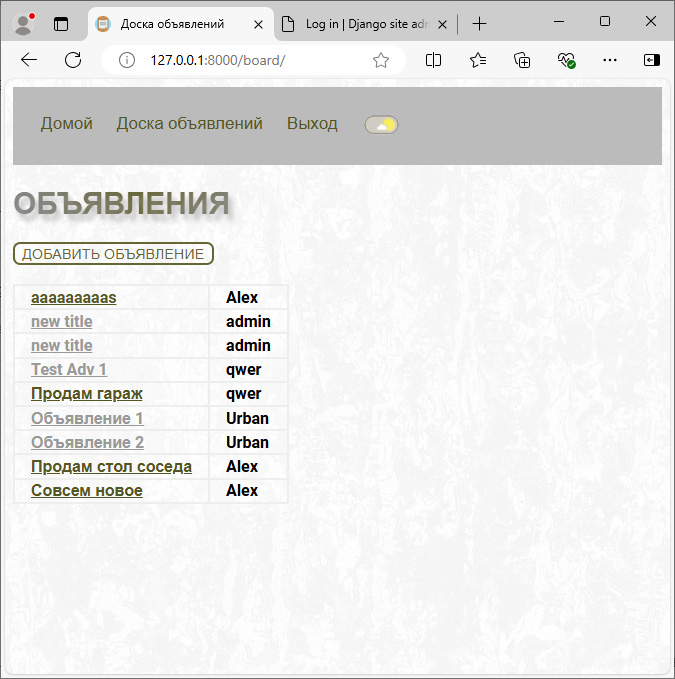 Доска объявлений
Log in | Django site adm
127.0.0.1:8000/board/
Домой Доска объявлений Выход
ОБЪЯВЛЕНИЯ
ДОБАВИТЬ ОБЪЯВЛЕНИЕ
aaaaaaaaas Alex
new title admin
new title admin
Test Adv 1 qwer
Продам гараж qwer
Объявление 1 Urban
Объявление 2 Urban
Продам стол соседа Alex
Совсем новое Alex